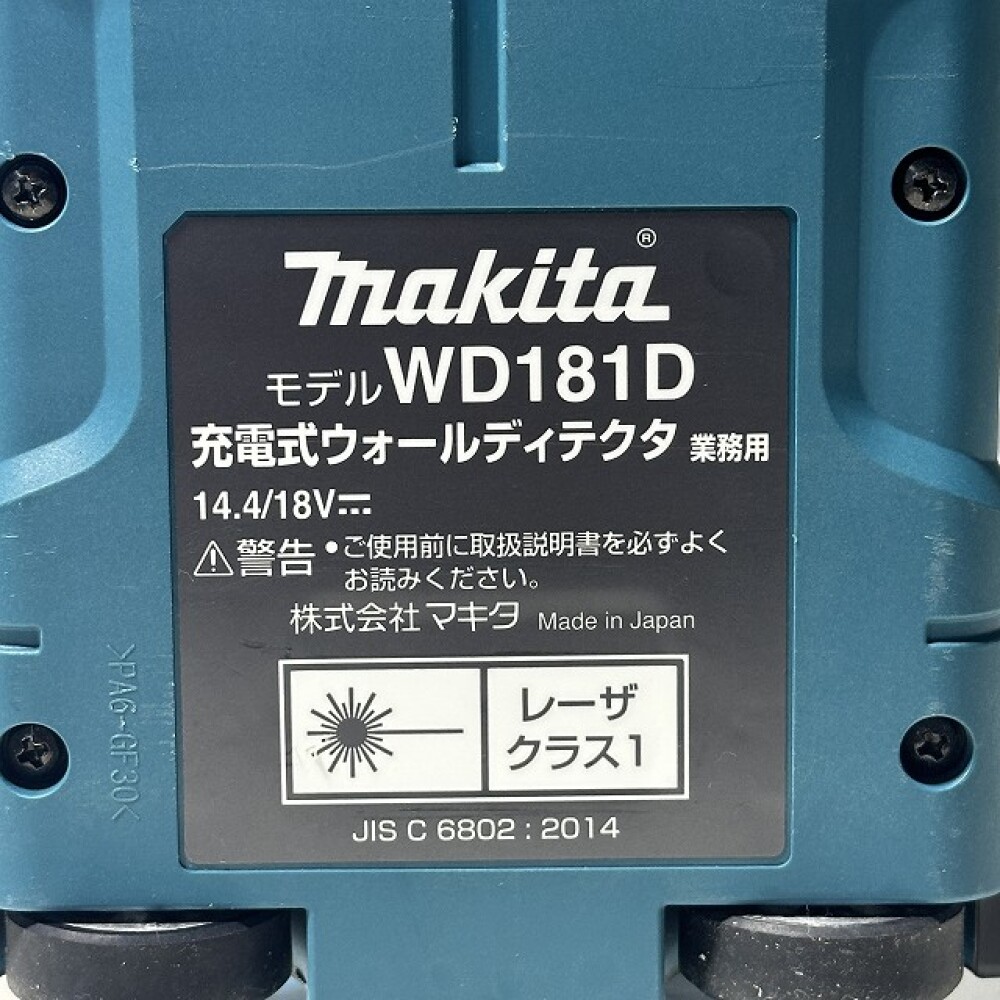 makita®
モデル WD181D
充電式ウォールディテクタ 業務用
14.4/18V⎓
⚠警告 •ご使用前に取扱説明書を必ずよく
お読みください。
株式会社 マキタ Made in Japan
レーザ
クラス1
JIS C 6802 : 2014
>PA6-GF30<